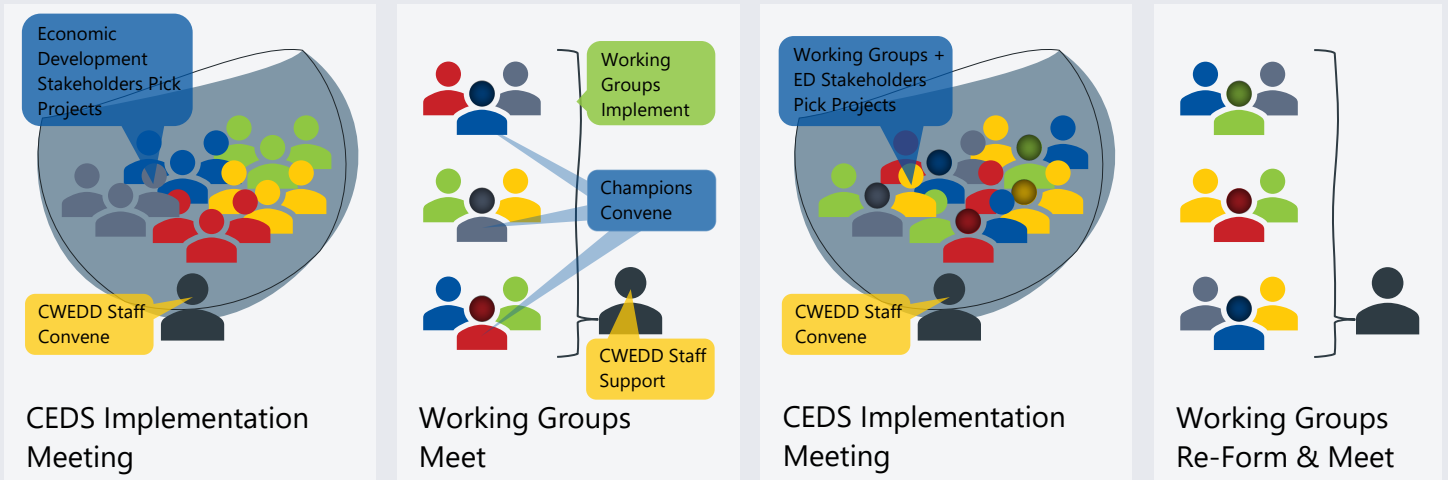 Economic
Development
Stakeholders Pick
Projects
CWEDD Staff
Convene
CEDS Implementation
Meeting
Working
Groups
Implement
Champions
Convene
CWEDD Staff
Support
Working Groups
Meet
Working Groups +
ED Stakeholders
Pick Projects
CWEDD Staff
Convene
CEDS Implementation
Meeting
Working Groups
Re-Form & Meet